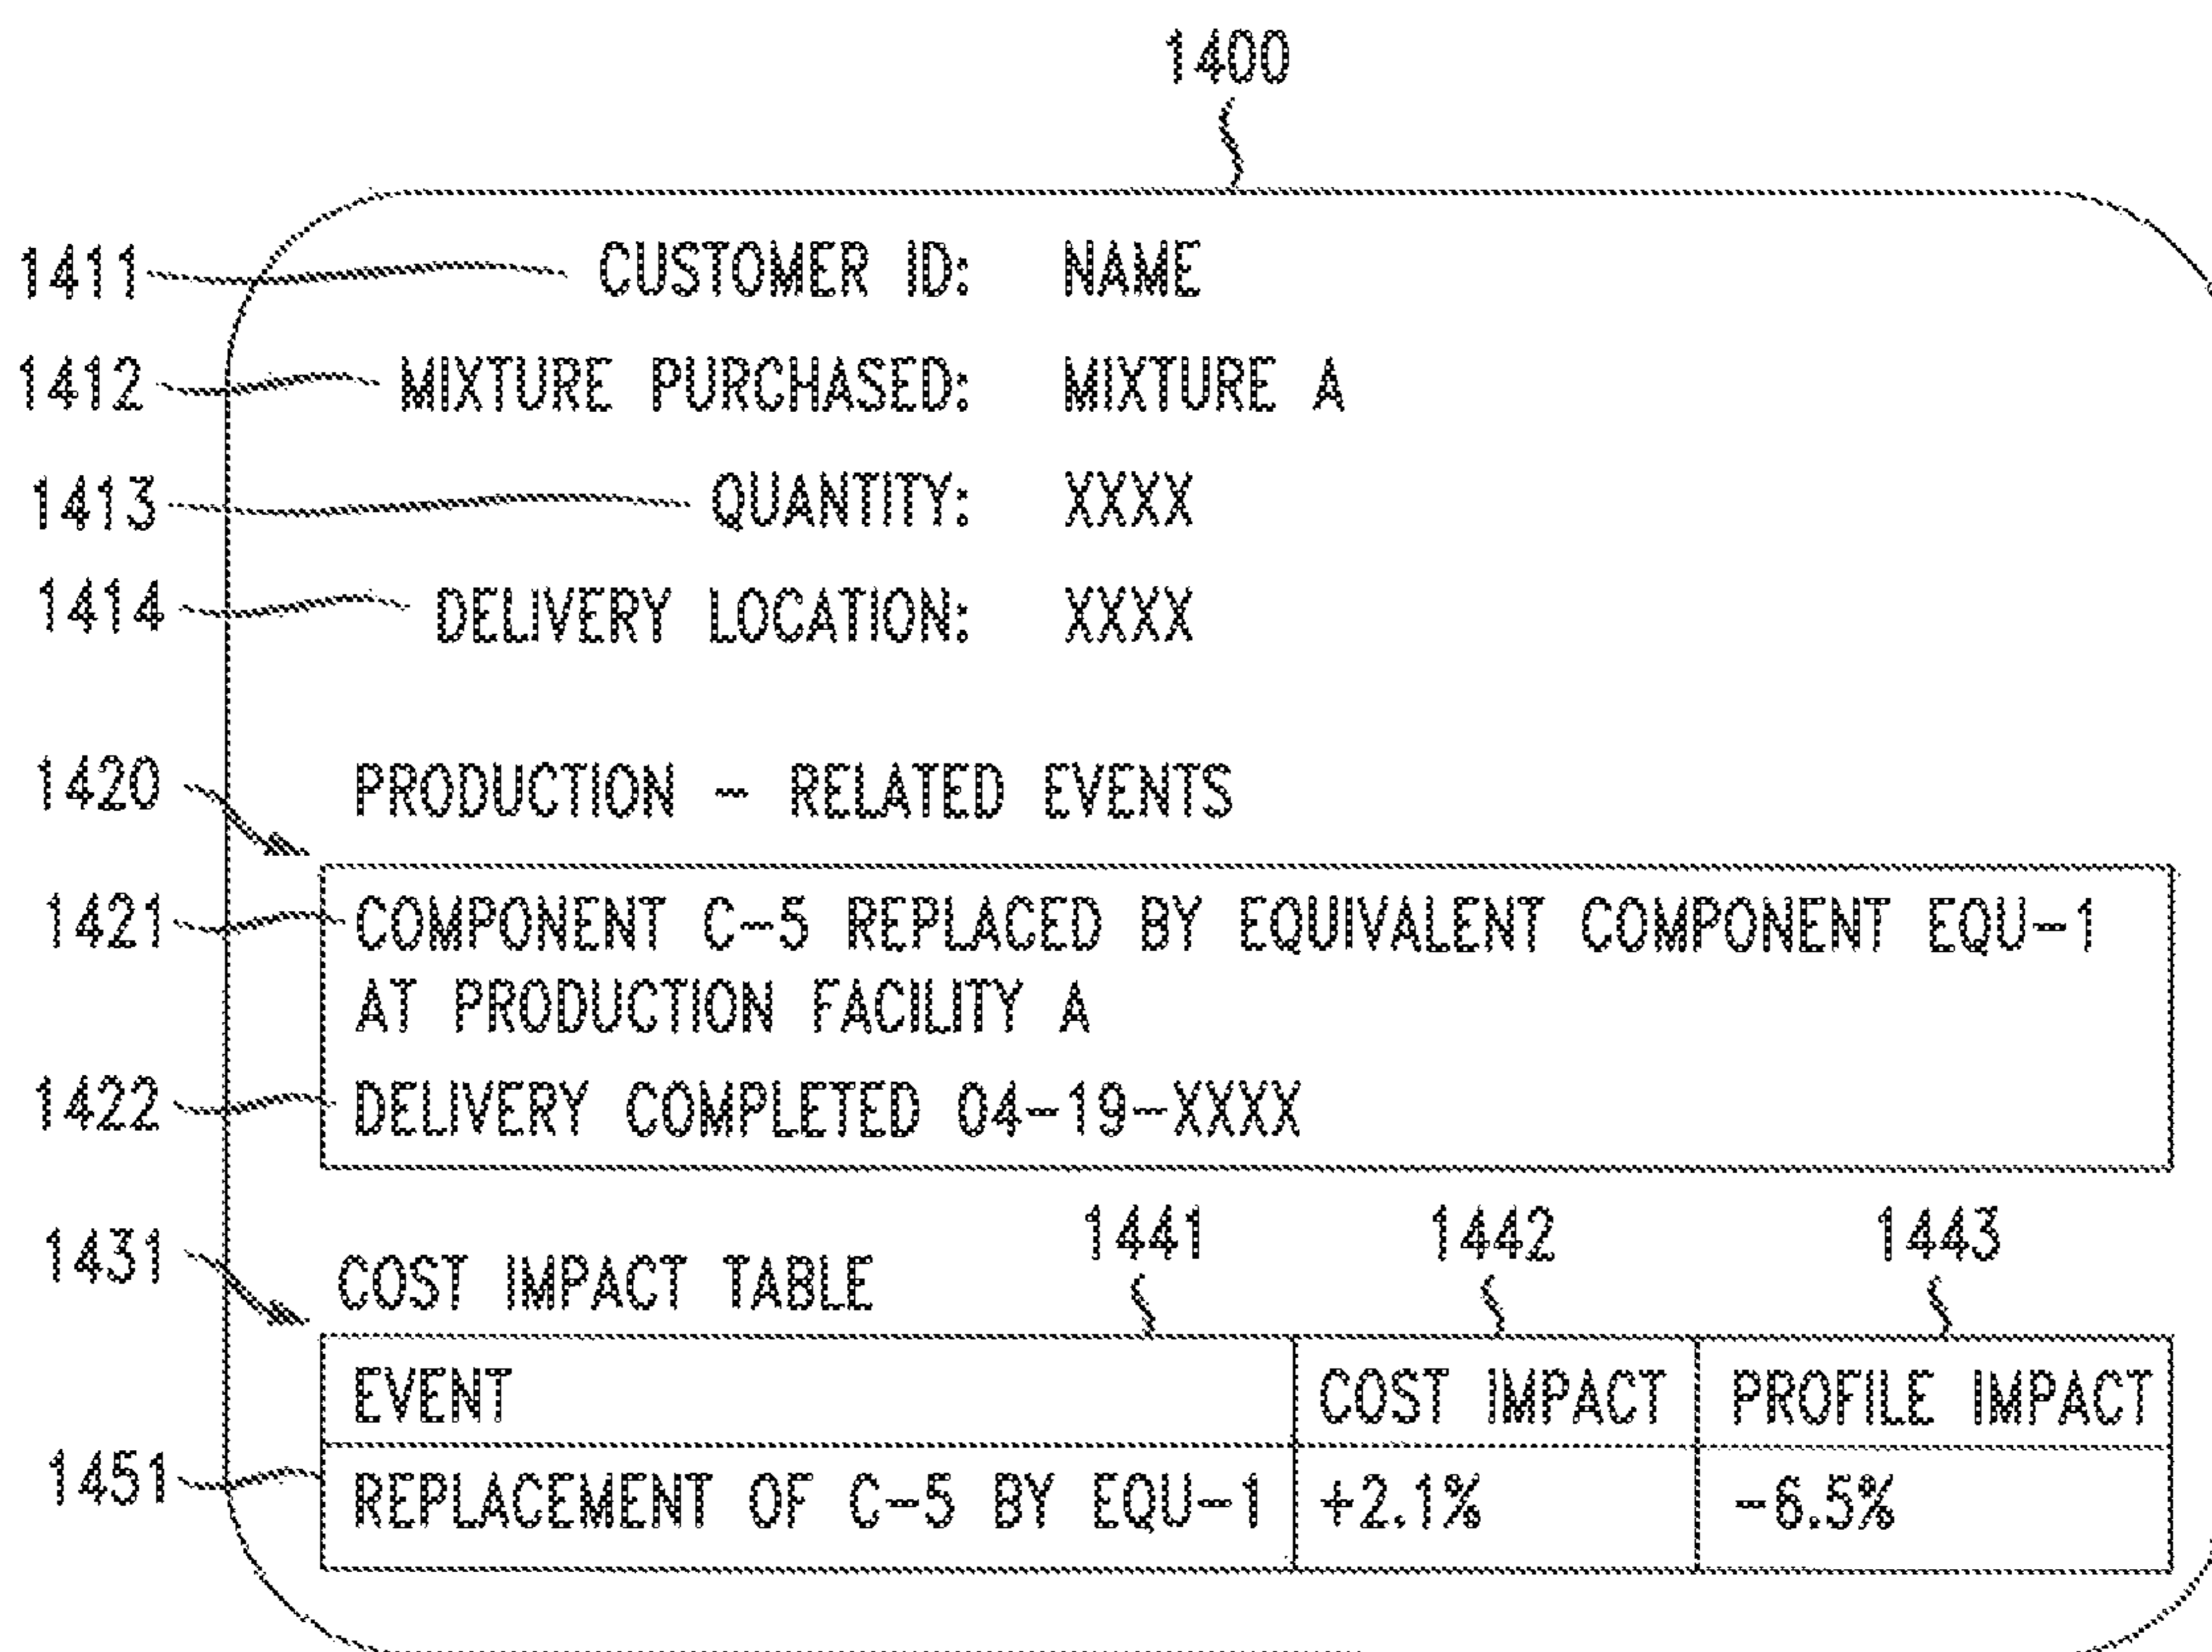 1400
1411 CUSTOMER ID: NAME
1412 MIXTURE PURCHASED: MIXTURE A
1413 QUANTITY: XXXX
1414 DELIVERY LOCATION: XXXX
1420 PRODUCTION - RELATED EVENTS
1421 COMPONENT C-5 REPLACED BY EQUIVALENT COMPONENT EQU-1
AT PRODUCTION FACILITY A
1422 DELIVERY COMPLETED 04-19-XXXX
1441 1442 1443
1431 COST IMPACT TABLE
EVENT COST IMPACT PROFILE IMPACT
1451 REPLACEMENT OF C-5 BY EQU-1 +2.1% -6.5%